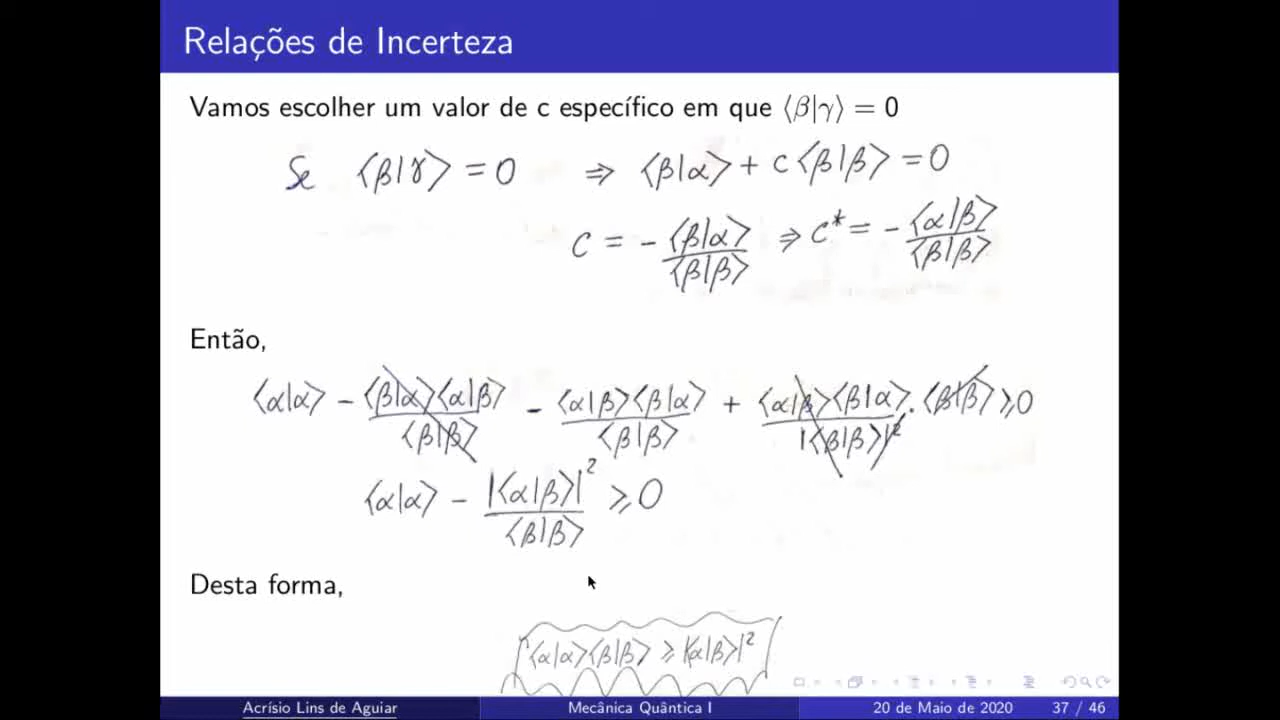 Relações de Incerteza
Vamos escolher um valor de c específico em que ⟨β|γ⟩ = 0
Se ⟨β|γ⟩ = 0 ⇒ ⟨β|α⟩ + c⟨β|β⟩ = 0
c = - ⟨β|α⟩/⟨β|β⟩ ⇒ c* = - ⟨α|β⟩/⟨β|β⟩
Então,
⟨α|α⟩ - ⟨β|α⟩⟨α|β⟩/⟨β|β⟩ - ⟨α|β⟩⟨β|α⟩/⟨β|β⟩ + ⟨α|β⟩⟨β|α⟩/|⟨β|β⟩|² . ⟨β|β⟩ ⩾ 0
⟨α|α⟩ - |⟨α|β⟩|²/⟨β|β⟩ ⩾ 0
Desta forma,
⟨α|α⟩⟨β|β⟩ ⩾ |⟨α|β⟩|²
Acrísio Lins de Aguiar Mecânica Quântica I 20 de Maio de 2020 37 / 46